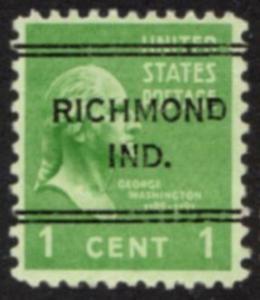 UNITED
STATES
POSTAGE
RICHMOND
IND.
GEORGE
WASHINGTON
1 CENT 1